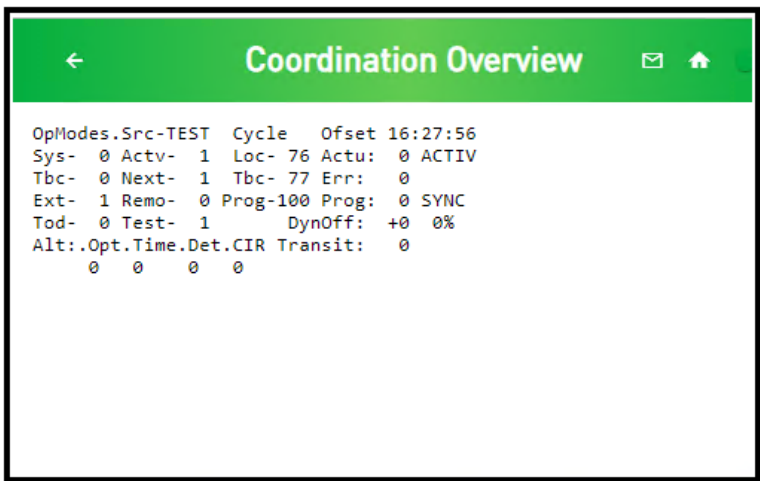 Coordination Overview
OpModes.Src-TEST  Cycle   Ofset 16:27:56
Sys-  0 Actv-  1  Loc- 76 Actu:  0 ACTIV
Tbc-  0 Next-  1  Tbc- 77 Err:   0
Ext-  1 Remo-  0 Prog-100 Prog:  0 SYNC
Tod-  0 Test-  1       DynOff:  +0  0%
Alt:.Opt.Time.Det.CIR Transit:   0
0   0    0   0